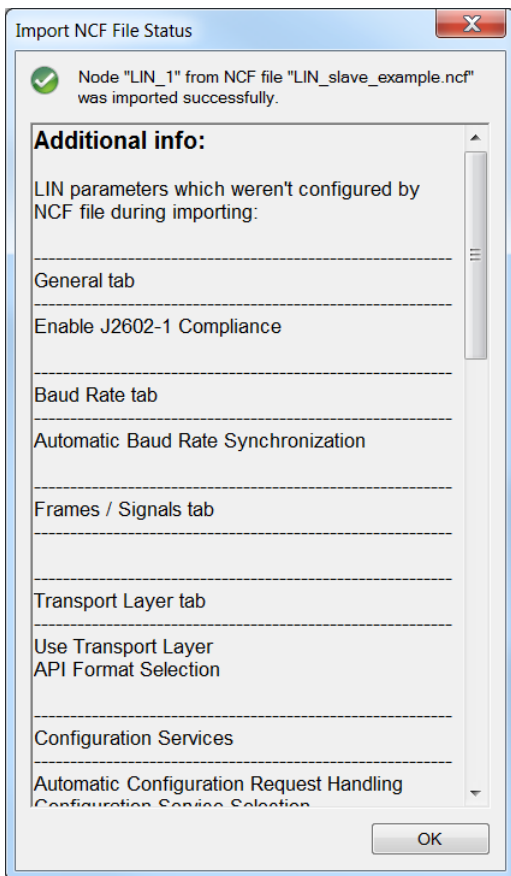 Import NCF File Status
Node "LIN_1" from NCF file "LIN_slave_example.ncf"
was imported successfully.
Additional info:
LIN parameters which weren't configured by
NCF file during importing:
--------------------------------------------------------------
General tab
--------------------------------------------------------------
Enable J2602-1 Compliance
--------------------------------------------------------------
Baud Rate tab
--------------------------------------------------------------
Automatic Baud Rate Synchronization
--------------------------------------------------------------
Frames / Signals tab
--------------------------------------------------------------
--------------------------------------------------------------
Transport Layer tab
--------------------------------------------------------------
Use Transport Layer
API Format Selection
--------------------------------------------------------------
Configuration Services
--------------------------------------------------------------
Automatic Configuration Request Handling
Configuration Service Selection
OK